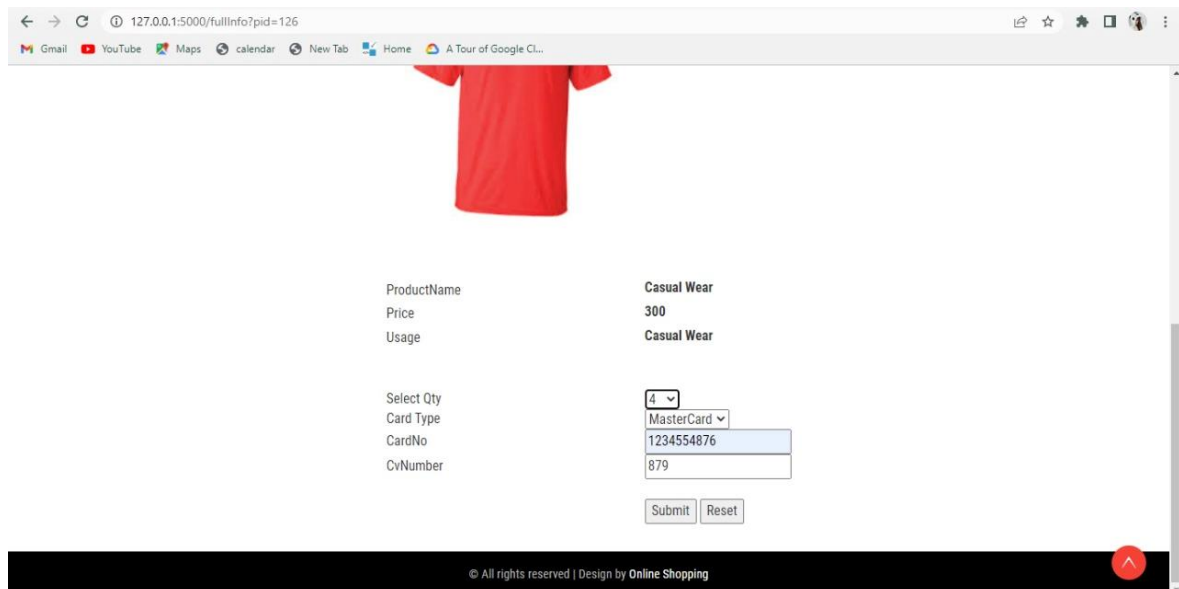 127.0.0.1:5000/fullInfo?pid=126
Gmail YouTube Maps calendar New Tab Home A Tour of Google Cl...
ProductName Casual Wear
Price 300
Usage Casual Wear
Select Qty 4
Card Type MasterCard
CardNo 1234554876
CvNumber 879
Submit Reset
© All rights reserved | Design by Online Shopping